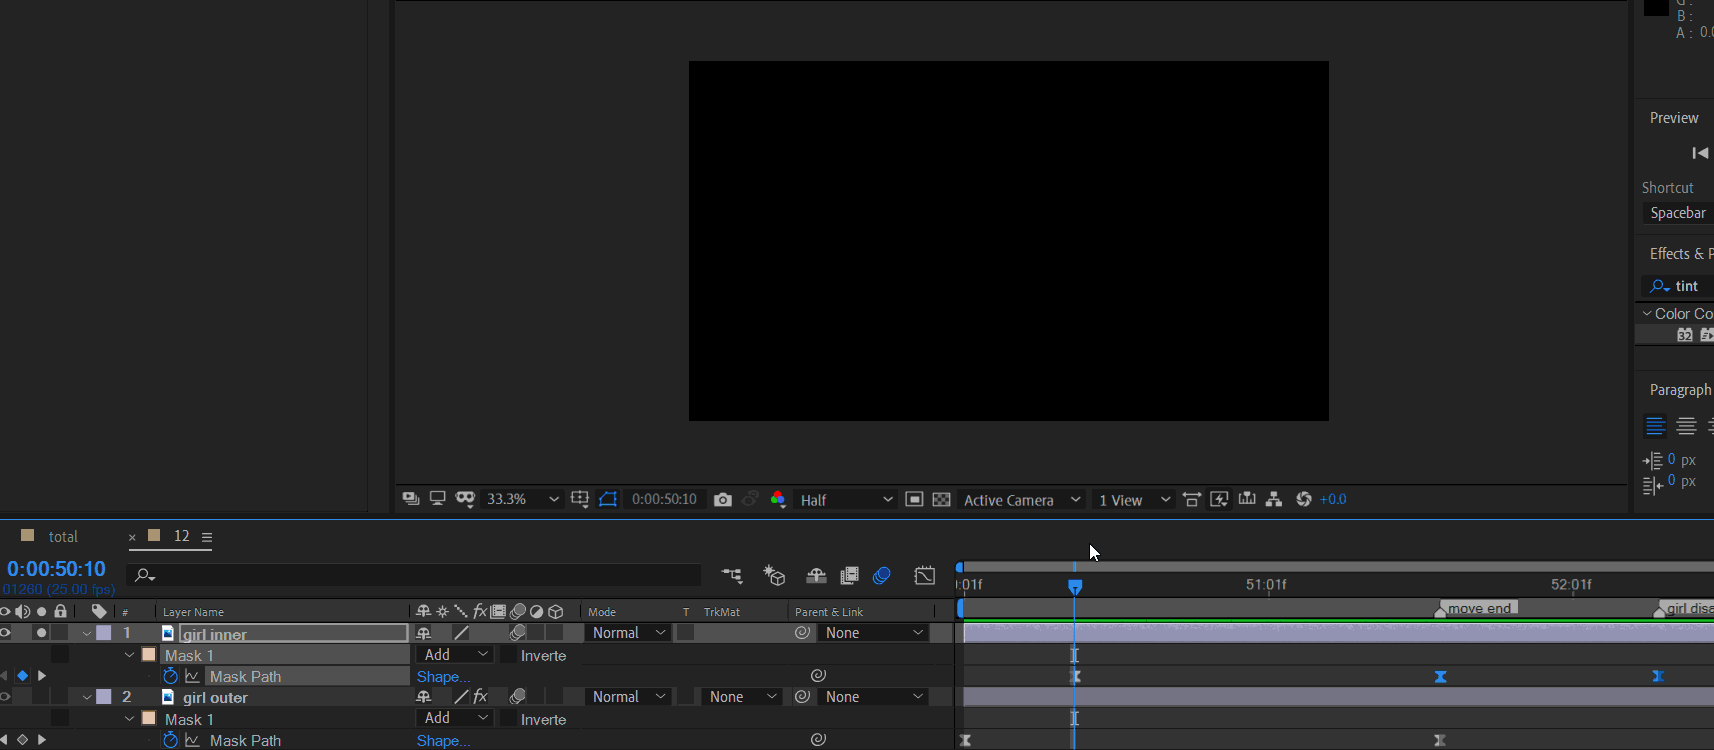 G :
B :
A : 0.0
Preview
Shortcut
Spacebar
Effects & P
tint
Color Co
32
Paragraph
0 px
0 px
33.3%
0:00:50:10
Half
Active Camera
1 View
+0.0
total
× 12
0:00:50:10
01260 (25.00 fps)
:01f
51:01f
52:01f
# Layer Name
fx
Mode
T TrkMat
Parent & Link
move end
girl disa
1 girl inner
Normal
None
Mask 1
Add
Inverte
Mask Path
Shape...
2 girl outer
fx
Normal
None
None
Mask 1
Add
Inverte
Mask Path
Shape...